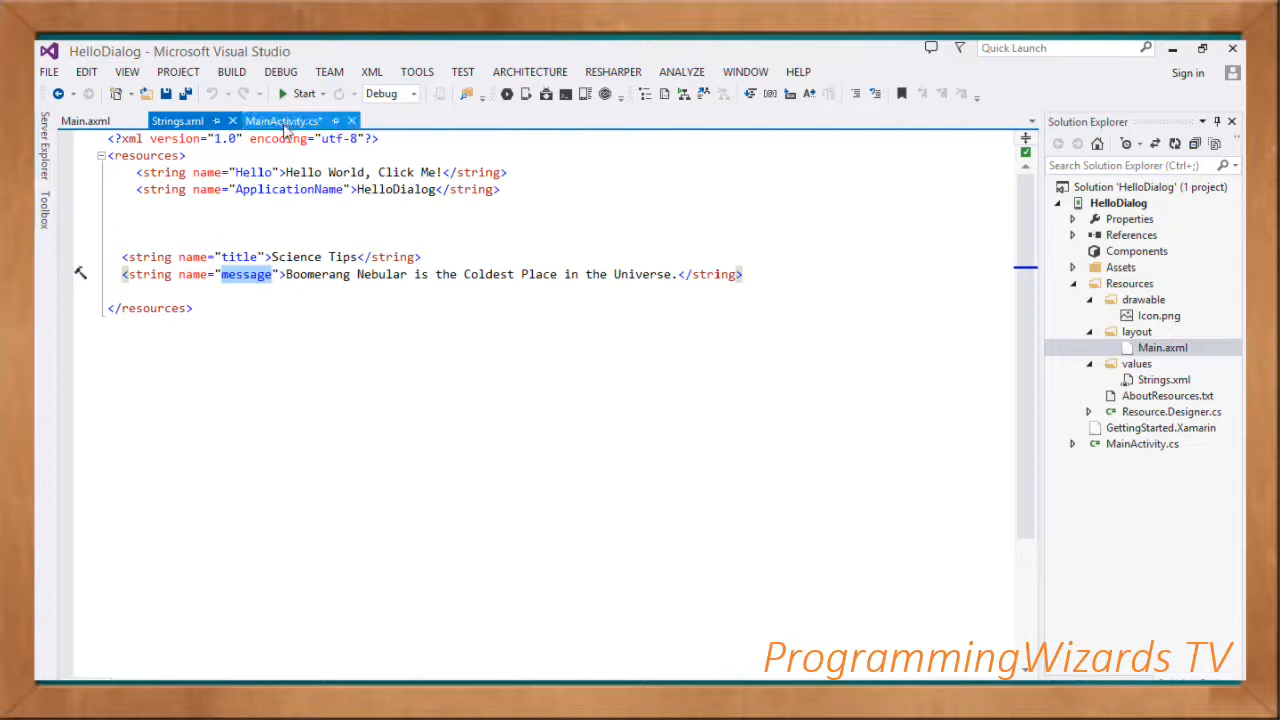 HelloDialog - Microsoft Visual Studio
Quick Launch
FILE EDIT VIEW PROJECT BUILD DEBUG TEAM XML TOOLS TEST ARCHITECTURE RESHARPER ANALYZE WINDOW HELP
Sign in
Start
Debug
Main.axml
Strings.xml
MainActivity.cs*
Server Explorer
Toolbox
<?xml version="1.0" encoding="utf-8"?>
<resources>
<string name="Hello">Hello World, Click Me!</string>
<string name="ApplicationName">HelloDialog</string>
<string name="title">Science Tips</string>
<string name="message">Boomerang Nebular is the Coldest Place in the Universe.</string>
</resources>
Solution Explorer
Search Solution Explorer (Ctrl+;)
Solution 'HelloDialog' (1 project)
HelloDialog
Properties
References
Components
Assets
Resources
drawable
Icon.png
layout
Main.axml
values
Strings.xml
AboutResources.txt
Resource.Designer.cs
GettingStarted.Xamarin
MainActivity.cs
ProgrammingWizards TV